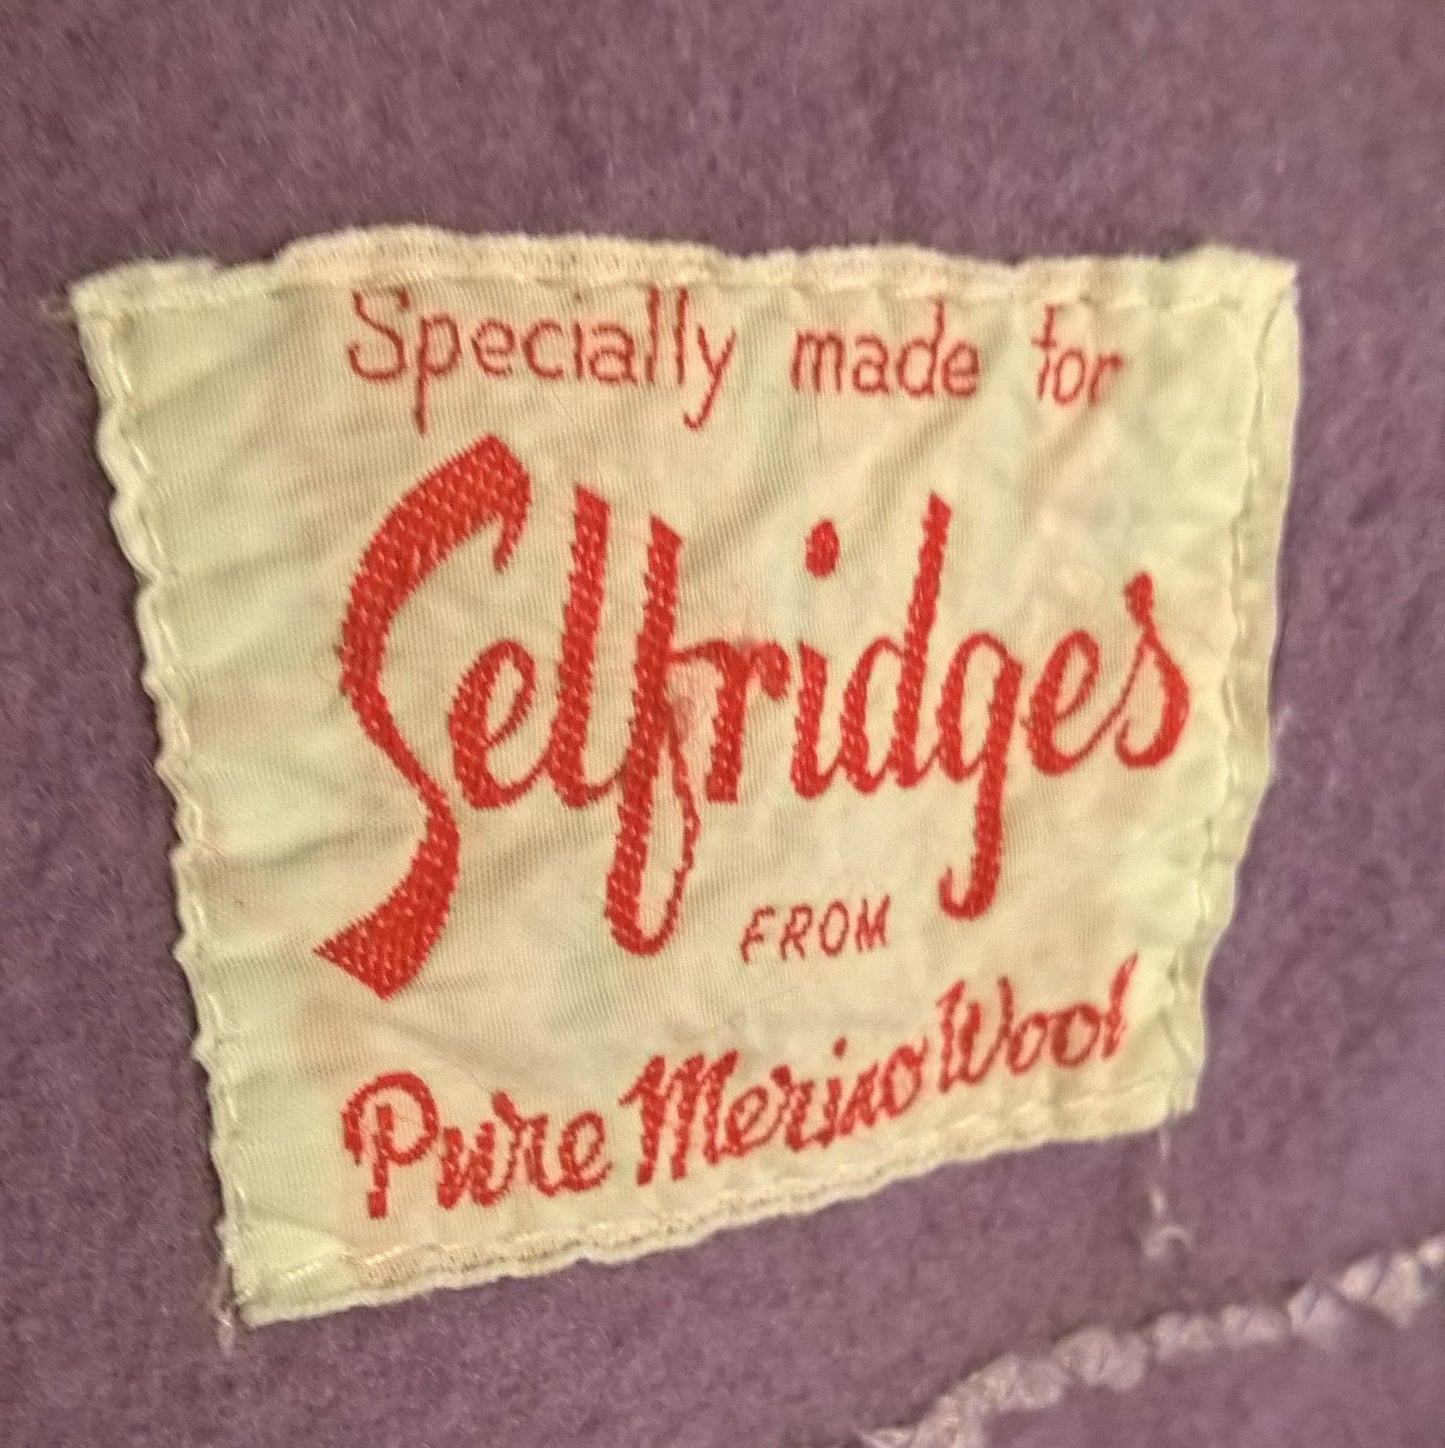 Specially made for
Selfridges
FROM
Pure Merino Wool